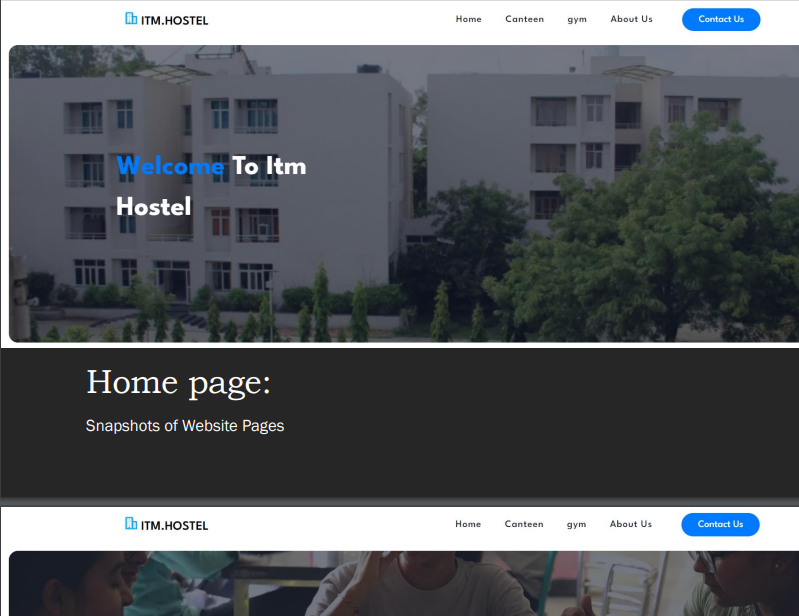 ITM.HOSTEL Home Canteen gym About Us Contact Us
Welcome To Itm
Hostel
Home page:
Snapshots of Website Pages
ITM.HOSTEL Home Canteen gym About Us Contact Us